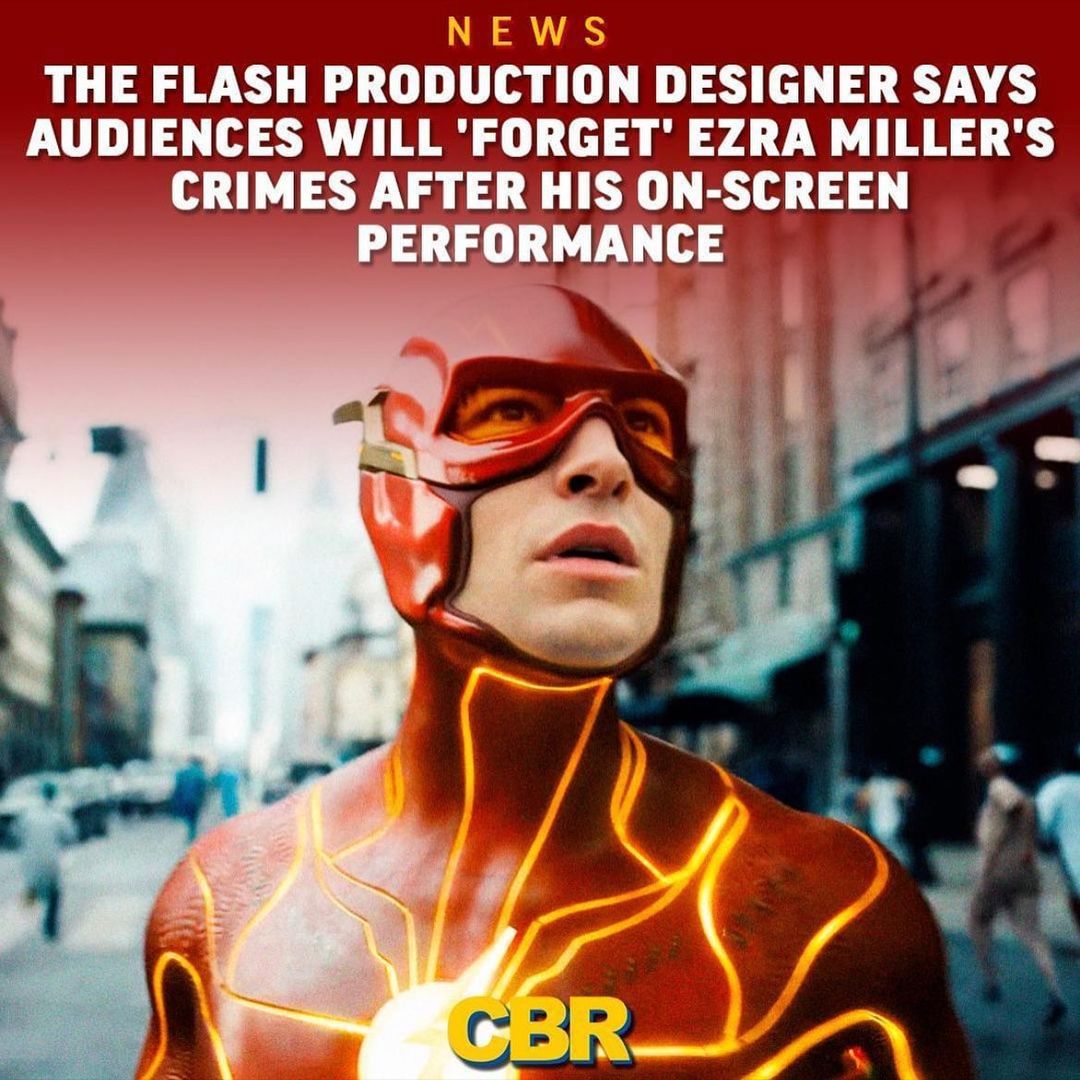 NEWS
THE FLASH PRODUCTION DESIGNER SAYS
AUDIENCES WILL 'FORGET' EZRA MILLER'S
CRIMES AFTER HIS ON-SCREEN
PERFORMANCE
CBR